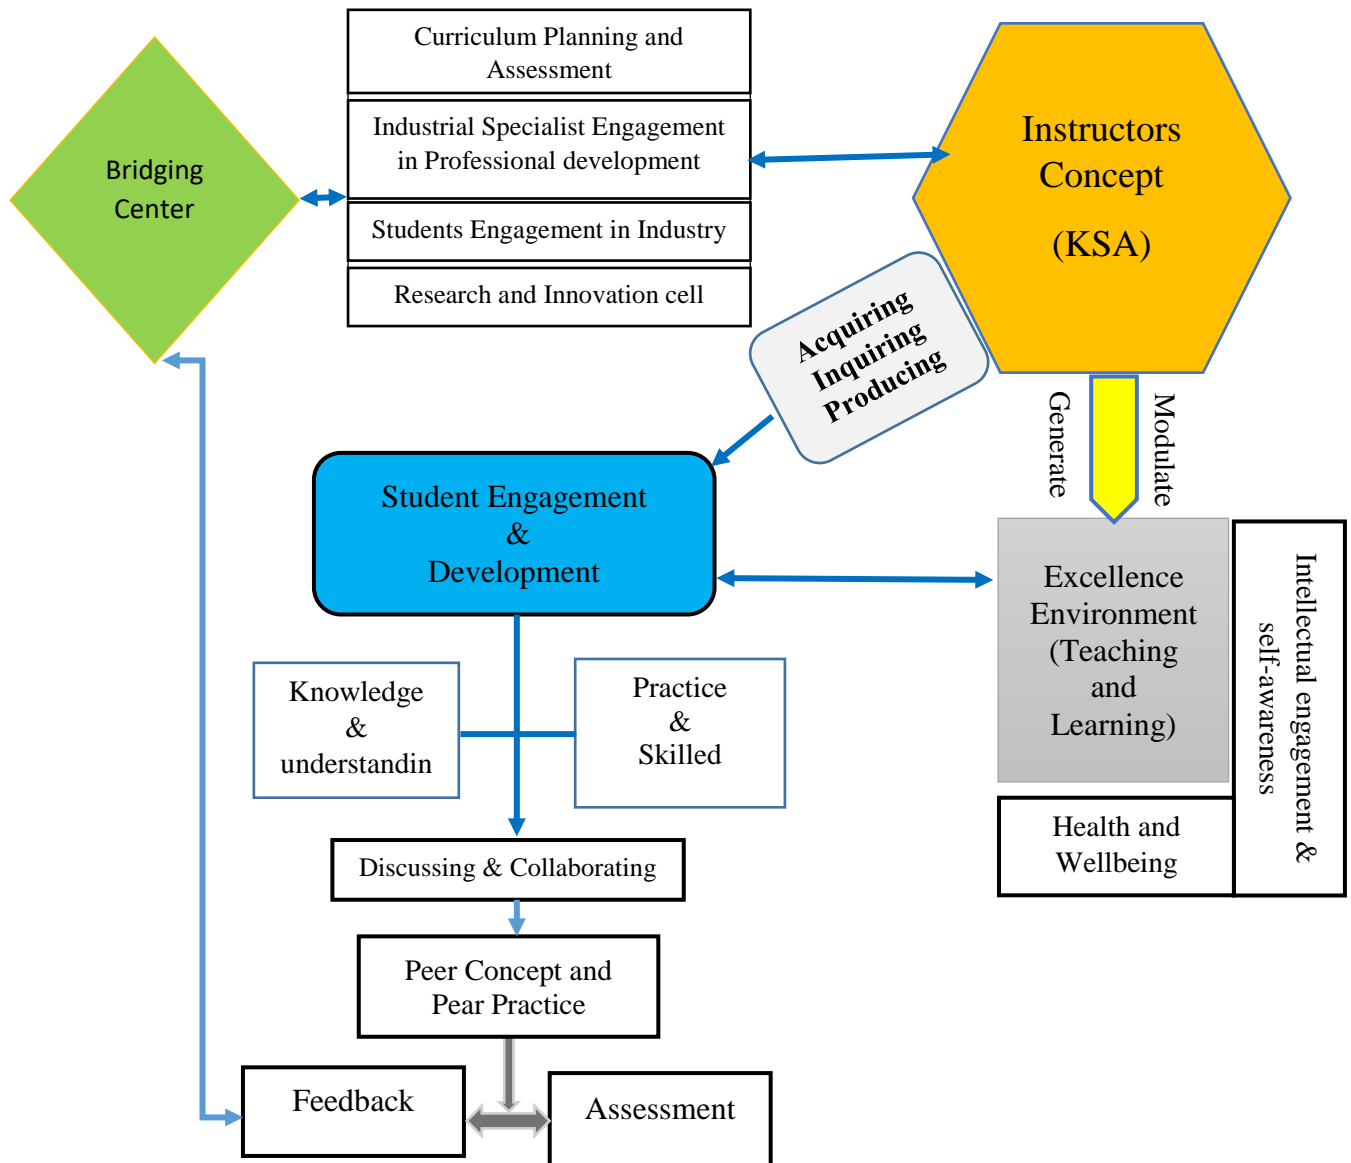 Curriculum Planning and
Assessment
Industrial Specialist Engagement
in Professional development
Students Engagement in Industry
Research and Innovation cell
Bridging
Center
Instructors
Concept
(KSA)
Acquiring
Inquiring
Producing
Generate
Modulate
Student Engagement
&
Development
Excellence
Environment
(Teaching
and
Learning)
Intellectual engagement &
self-awareness
Health and
Wellbeing
Knowledge
&
understandin
Practice
&
Skilled
Discussing & Collaborating
Peer Concept and
Pear Practice
Feedback
Assessment